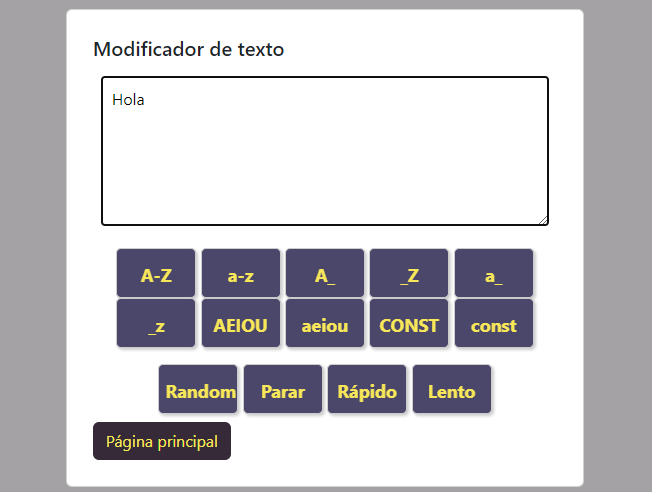 Modificador de texto
Hola
A-Z a-z A_ _Z a_
_z AEIOU aeiou CONST const
Random Parar Rápido Lento
Página principal